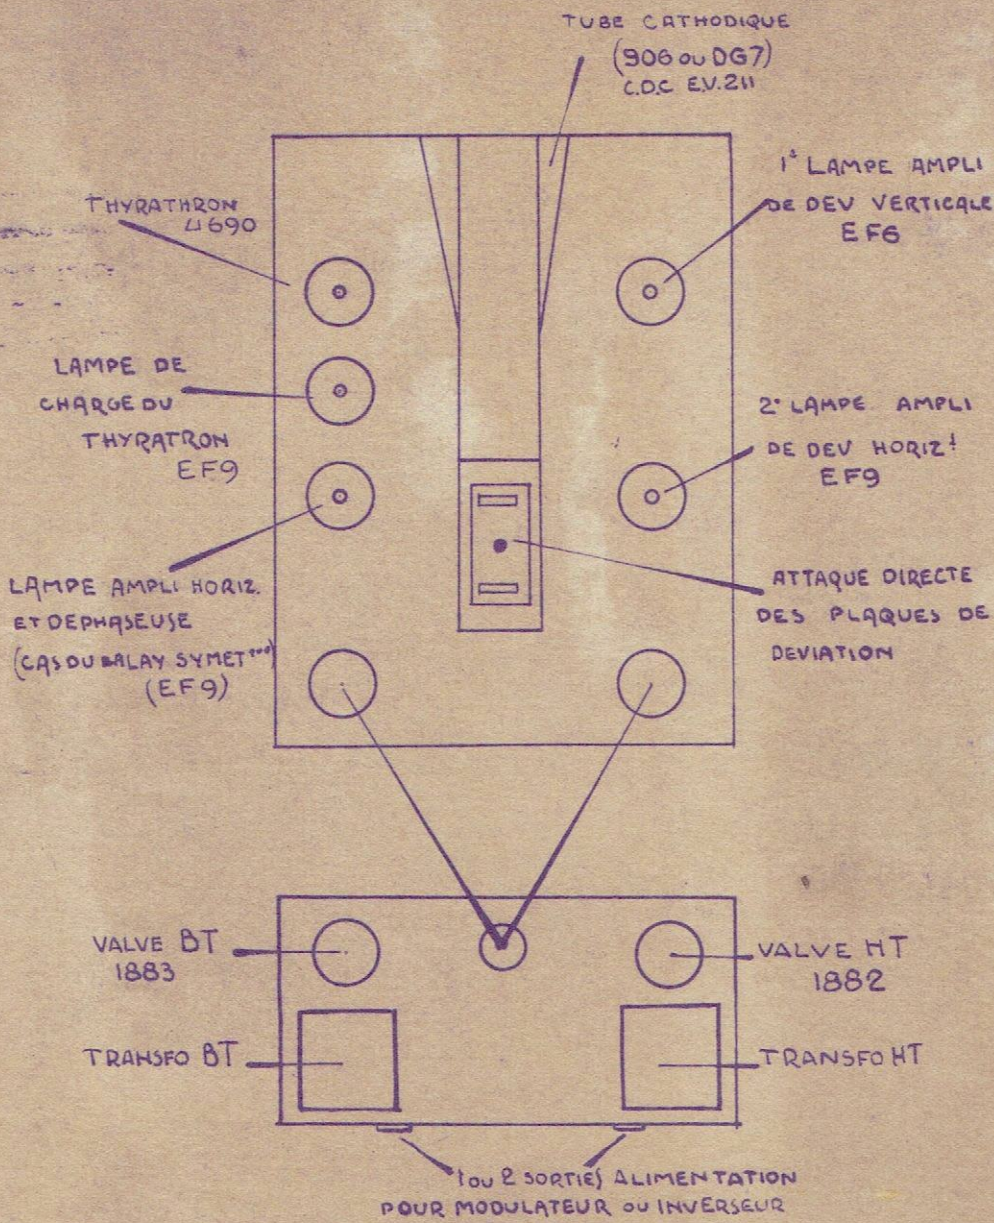 TUBE CATHODIQUE
(906 OU DG7)
C.D.C E.V.211
THYRATHRON
4690
1° LAMPE AMPLI
DE DEV VERTICALE
EF6
LAMPE DE
CHARGE DU
THYRATRON
EF9
2° LAMPE AMPLI
DE DEV HORIZt
EF9
LAMPE AMPLI HORIZ.
ET DEPHASEUSE
(CAS DU BALAY SYMET
(EF9)
ATTAQUE DIRECTE
DES PLAQUES DE
DEVIATION
VALVE BT
1883
VALVE HT
1882
TRANSFO BT
TRANSFO HT
1 OU 2 SORTIES ALIMENTATION
POUR MODULATEUR OU INVERSEUR